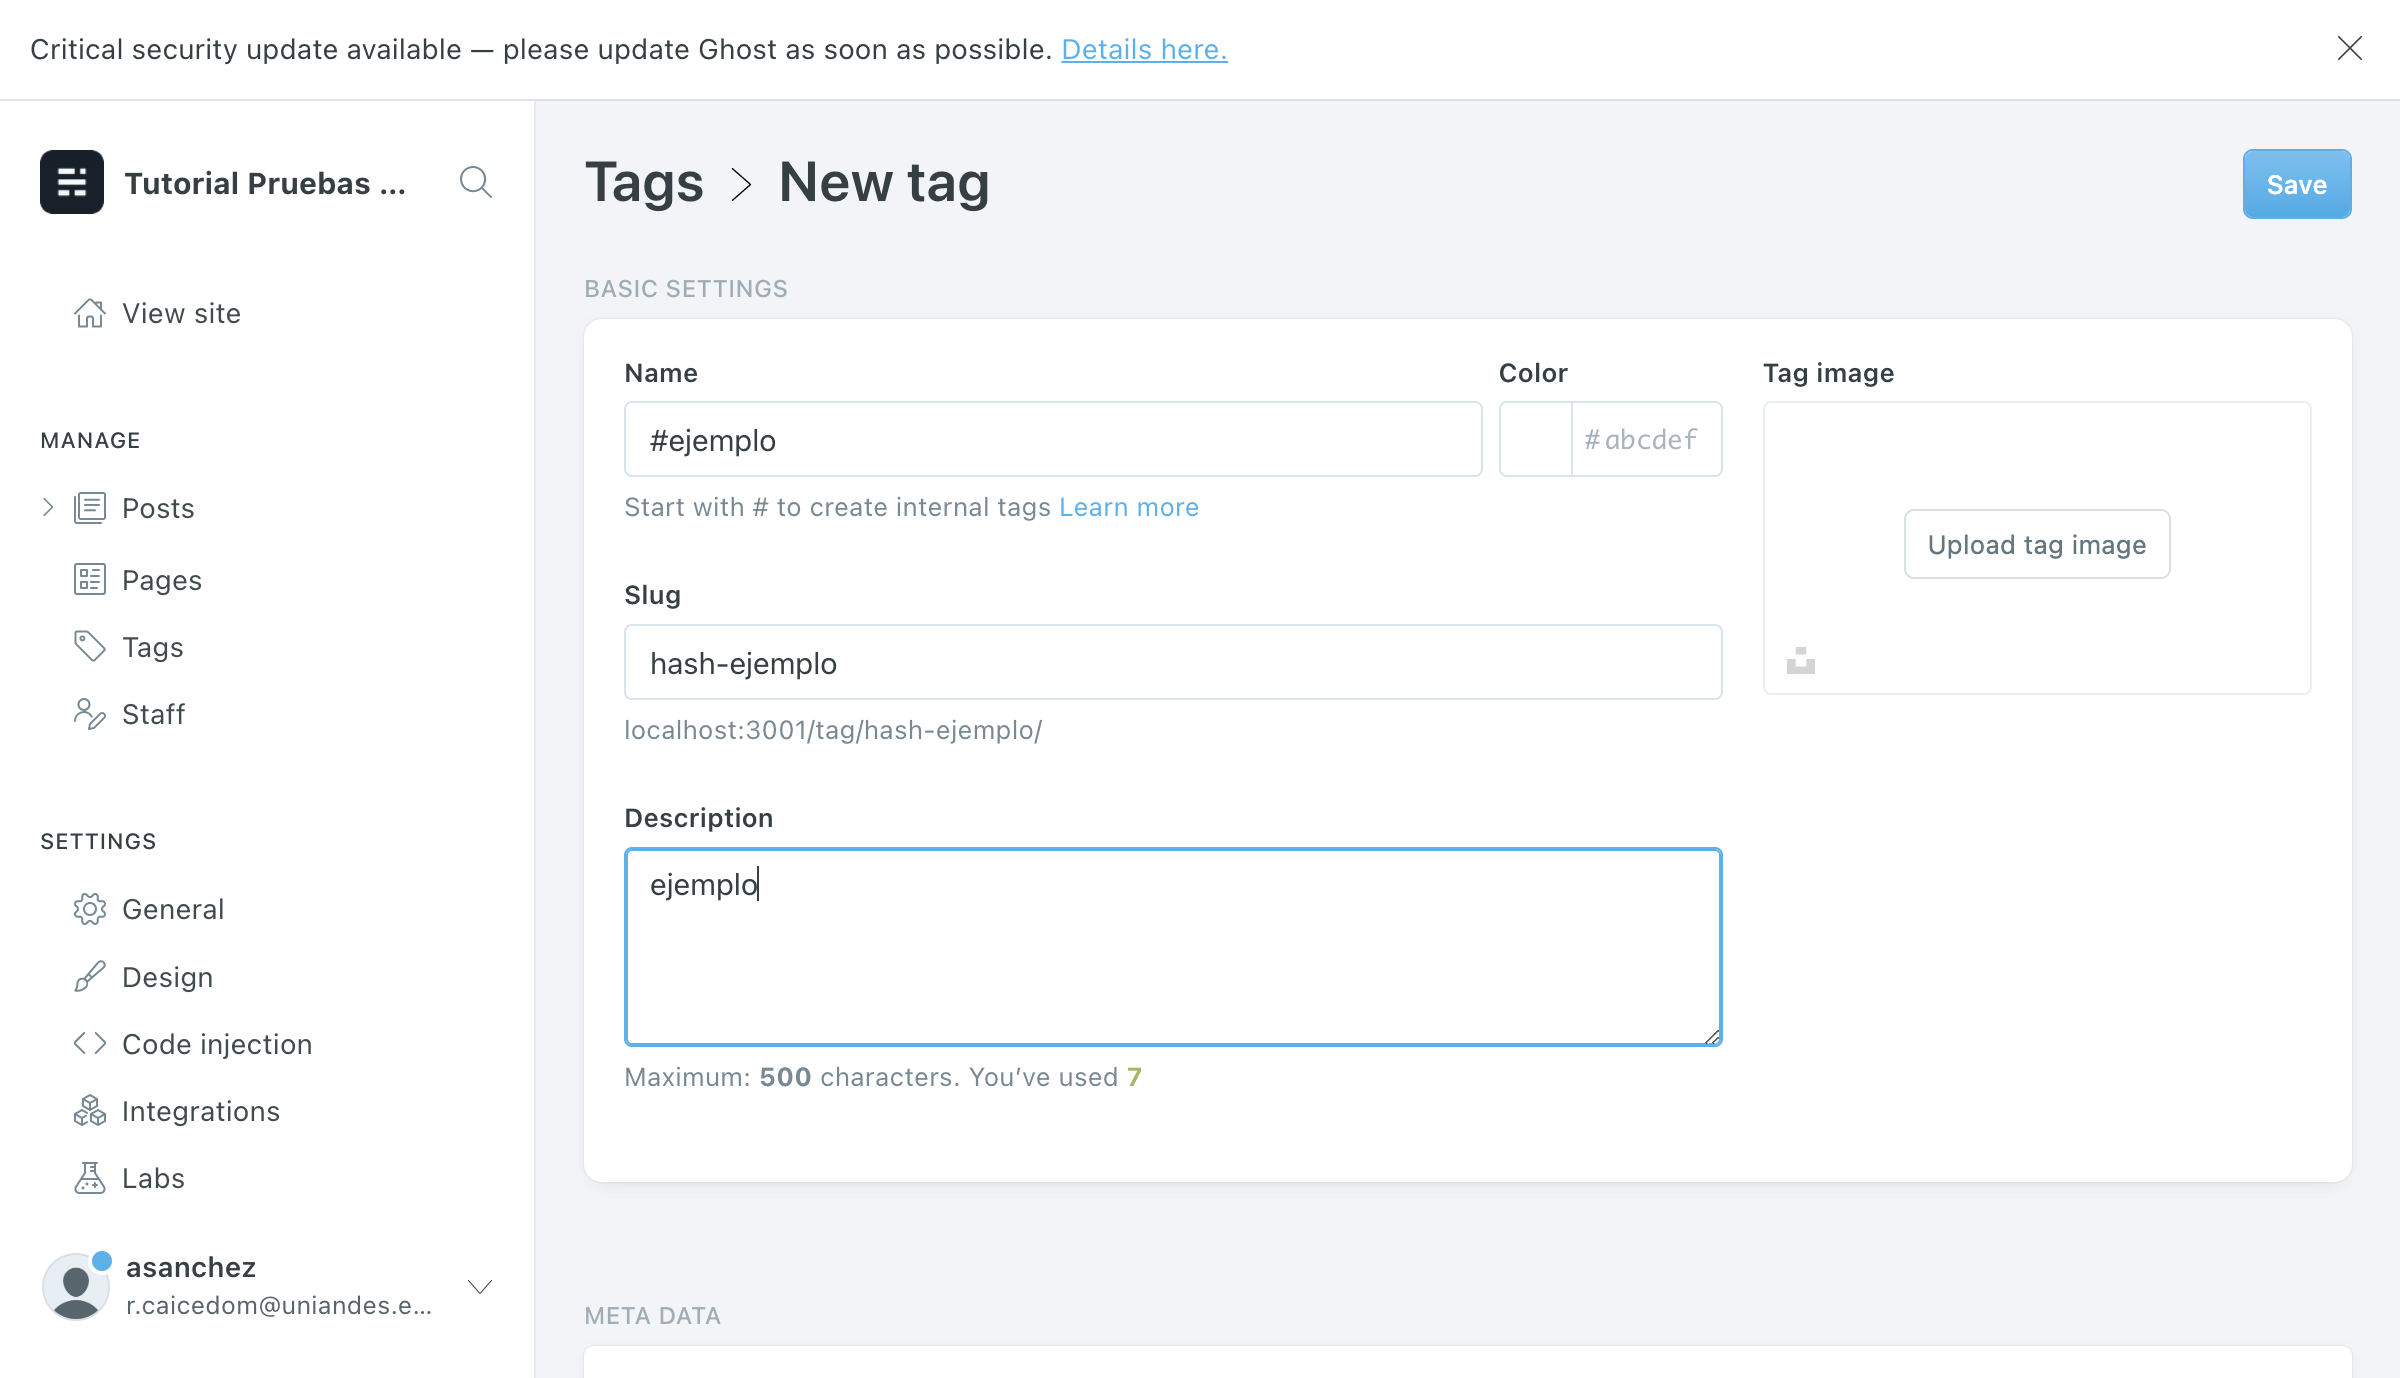 Critical security update available — please update Ghost as soon as possible. Details here.
Tutorial Pruebas ...
View site
MANAGE
Posts
Pages
Tags
Staff
SETTINGS
General
Design
Code injection
Integrations
Labs
asanchez
r.caicedom@uniandes.e...
Tags > New tag
Save
BASIC SETTINGS
Name
#ejemplo
Start with # to create internal tags Learn more
Color
#abcdef
Slug
hash-ejemplo
localhost:3001/tag/hash-ejemplo/
Description
ejemplo
Maximum: 500 characters. You’ve used 7
Tag image
Upload tag image
META DATA